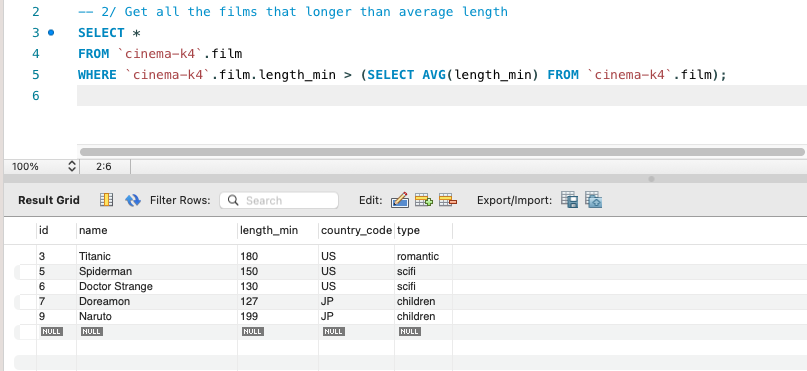 2 -- 2/ Get all the films that longer than average length
3 SELECT *
4 FROM `cinema-k4`.film
5 WHERE `cinema-k4`.film.length_min > (SELECT AVG(length_min) FROM `cinema-k4`.film);
6
100% 2:6
Result Grid Filter Rows: Search Edit: Export/Import:
id name length_min country_code type
3 Titanic 180 US romantic
5 Spiderman 150 US scifi
6 Doctor Strange 130 US scifi
7 Doreamon 127 JP children
9 Naruto 199 JP children
NULL NULL NULL NULL NULL